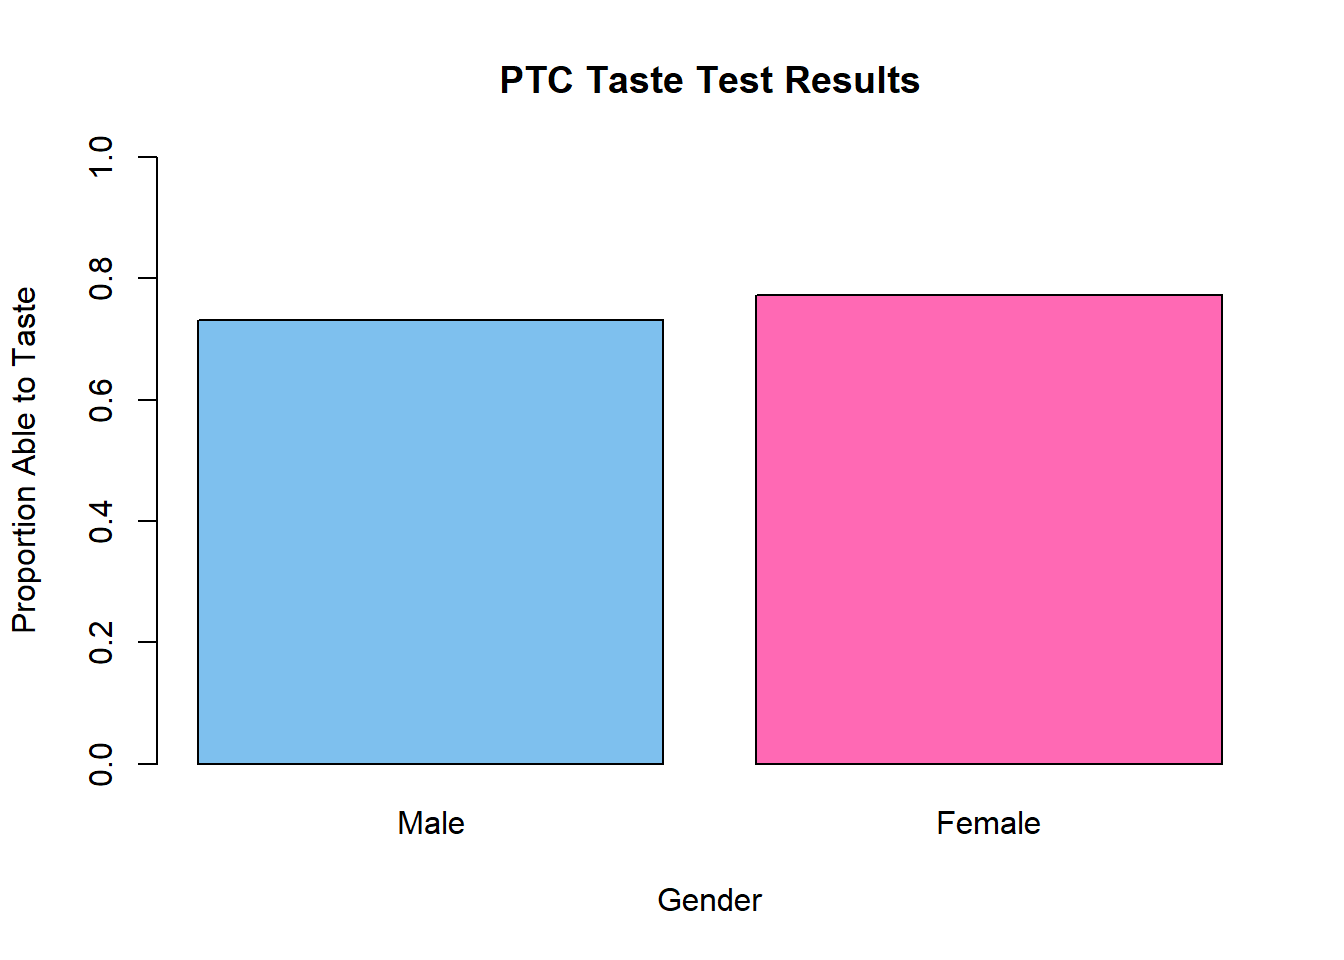 PTC Taste Test Results
Proportion Able to Taste
1.0
0.8
0.6
0.4
0.2
0.0
Male
Female
Gender